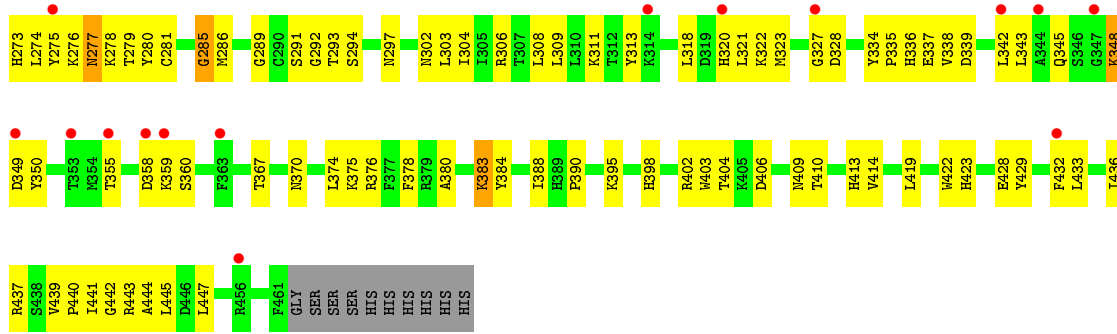 H273 L274 Y275 K276 N277 K278 T279 Y280 C281 G285 M286 G289 C290 S291 G292 T293 S294 N297 N302 L303 I304 I305 R306 T307 L308 L309 L310 K311 T312 Y313 K314 L318 D319 H320 L321 K322 M323 G327 D328 Y334 P335 H336 E337 V338 D339 L342 L343 A344 Q345 S346 G347 K348
D349 Y350 T353 M354 T355 D358 K359 S360 F363 T367 N370 L374 K375 R376 F377 F378 R379 A380 K383 Y384 I388 H389 P390 K395 H398 R402 W403 T404 K405 D406 N409 T410 H413 V414 L419 W422 H423 E428 Y429 F432 L433 I436
R437 S438 V439 P440 I441 G442 R443 A444 L445 D446 L447 R456 F461 GLY SER SER SER HIS HIS HIS HIS HIS HIS